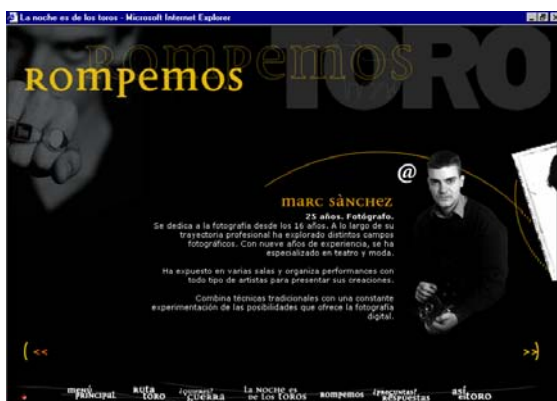 La noche es de los toros - Microsoft Internet Explorer
TORO
Rompemos
Rompemos
@
marc sànchez
25 años. Fotógrafo.
Se dedica a la fotografía desde los 16 años. A lo largo de su
trayectoria profesional ha explorado distintos campos
fotográficos. Con nueve años de experiencia, se ha
especializado en teatro y moda.
Ha expuesto en varias salas y organiza performances con
todo tipo de artistas para presentar sus creaciones.
Combina técnicas tradicionales con una constante
experimentación de las posibilidades que ofrece la fotografía
digital.
( <<
>> )
menú principal
Ruta toro
¿quieres? guerra
La noche es de los toros
Rompemos
¿preguntas? respuestas
así el toro